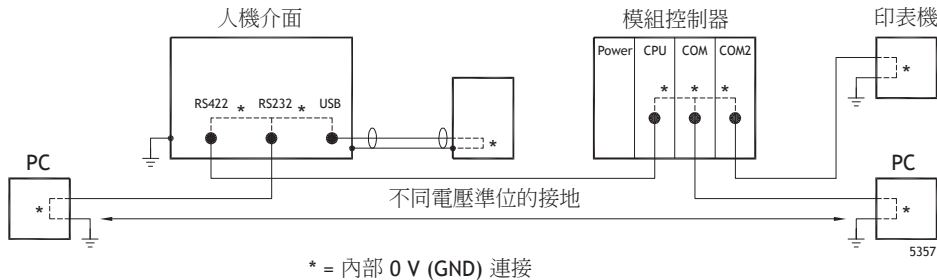 人機介面
模組控制器
印表機
Power CPU COM COM2
*
* * *
RS422 * RS232 * USB
*
PC
PC
不同電壓準位的接地
*
*
5357
* = 內部 0 V (GND) 連接